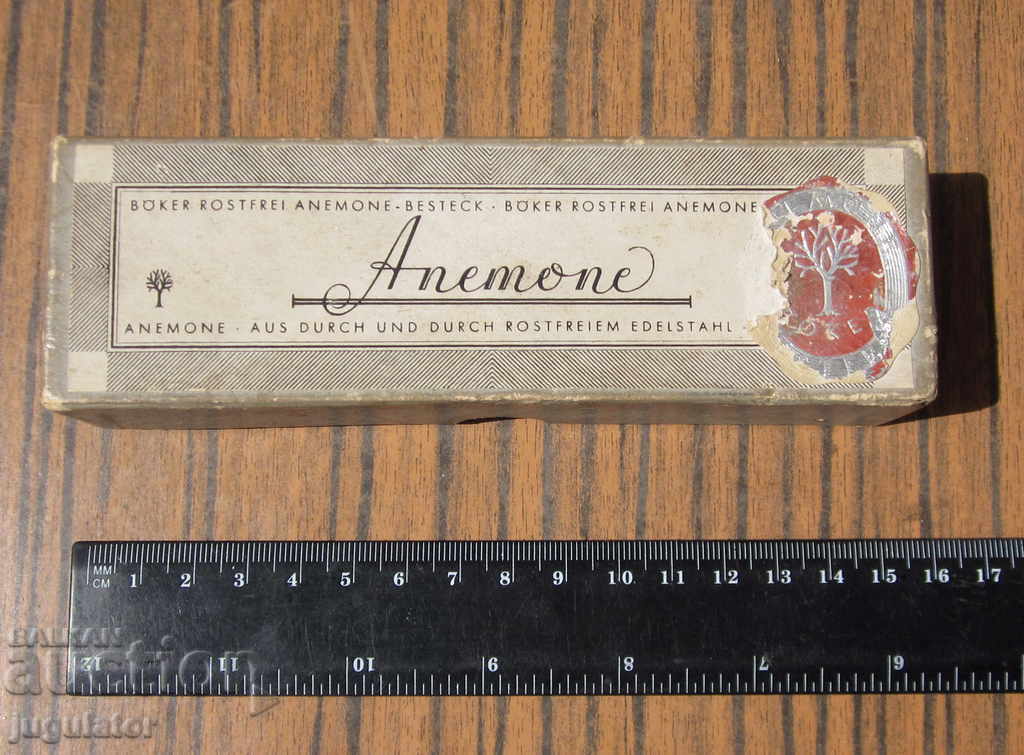 BÖKER ROSTFREI ANEMONE-BESTECK · BÖKER ROSTFREI ANEMONE
Anemone
ANEMONE · AUS DURCH UND DURCH ROSTFREIEM EDELSTAHL ·
MM
CM 1 2 3 4 5 6 7 8 9 10 11 12 13 14 15 16 17
12 11 10 9 8 7 6
BALKAN
auction
jugulator